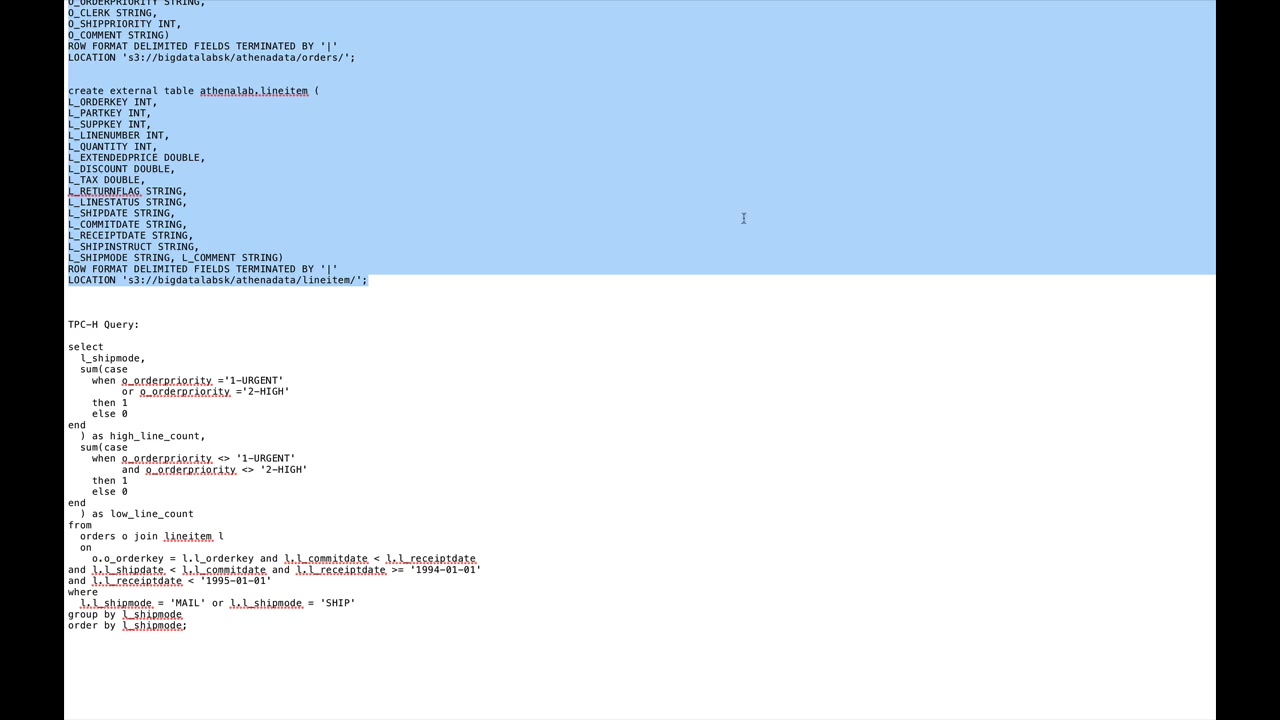 O_ORDERPRIORITY STRING,
O_CLERK STRING,
O_SHIPPRIORITY INT,
O_COMMENT STRING)
ROW FORMAT DELIMITED FIELDS TERMINATED BY '|'
LOCATION 's3://bigdatalabsk/athenadata/orders/';
create external table athenalab.lineitem (
L_ORDERKEY INT,
L_PARTKEY INT,
L_SUPPKEY INT,
L_LINENUMBER INT,
L_QUANTITY INT,
L_EXTENDEDPRICE DOUBLE,
L_DISCOUNT DOUBLE,
L_TAX DOUBLE,
L_RETURNFLAG STRING,
L_LINESTATUS STRING,
L_SHIPDATE STRING,
L_COMMITDATE STRING,
L_RECEIPTDATE STRING,
L_SHIPINSTRUCT STRING,
L_SHIPMODE STRING, L_COMMENT STRING)
ROW FORMAT DELIMITED FIELDS TERMINATED BY '|'
LOCATION 's3://bigdatalabsk/athenadata/lineitem/';
TPC-H Query:
select
  l_shipmode,
  sum(case
    when o_orderpriority ='1-URGENT'
         or o_orderpriority ='2-HIGH'
    then 1
    else 0
end
  ) as high_line_count,
  sum(case
    when o_orderpriority <> '1-URGENT'
         and o_orderpriority <> '2-HIGH'
    then 1
    else 0
end
  ) as low_line_count
from
  orders o join lineitem l
  on
    o.o_orderkey = l.l_orderkey and l.l_commitdate < l.l_receiptdate
and l.l_shipdate < l.l_commitdate and l.l_receiptdate >= '1994-01-01'
and l.l_receiptdate < '1995-01-01'
where
  l.l_shipmode = 'MAIL' or l.l_shipmode = 'SHIP'
group by l_shipmode
order by l_shipmode;